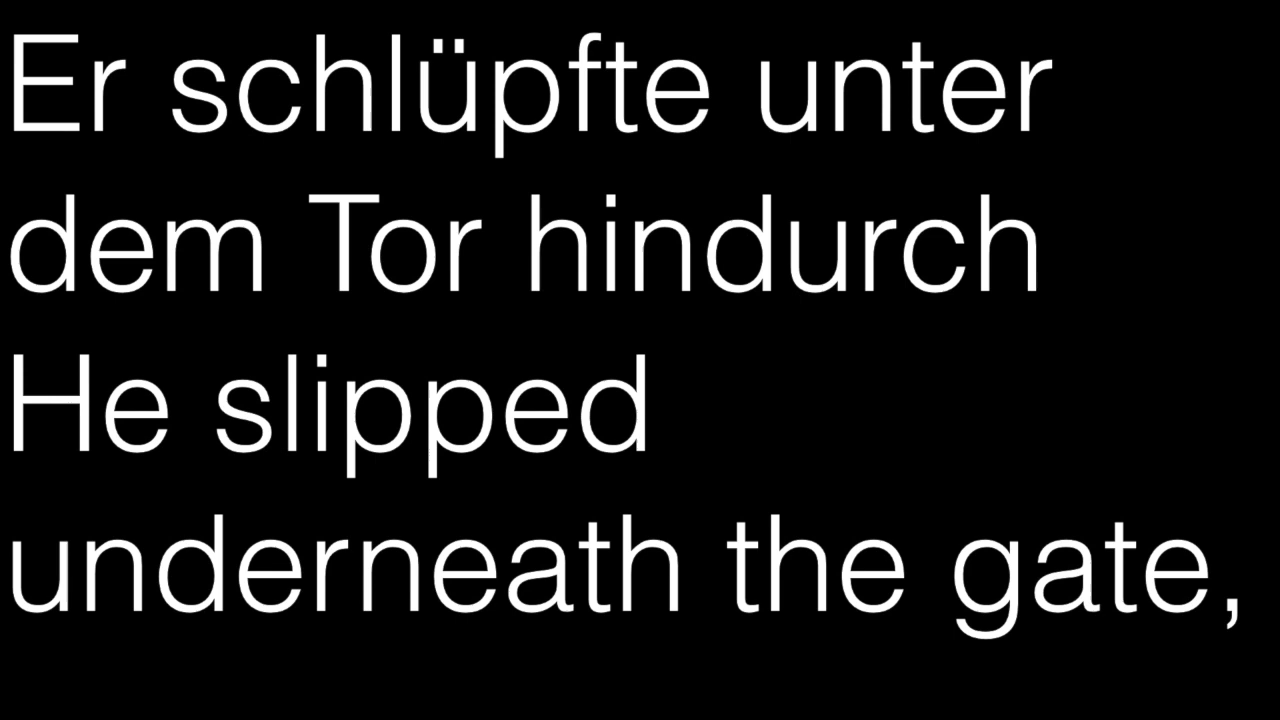 Er schlüpfte unter
dem Tor hindurch
He slipped
underneath the gate,